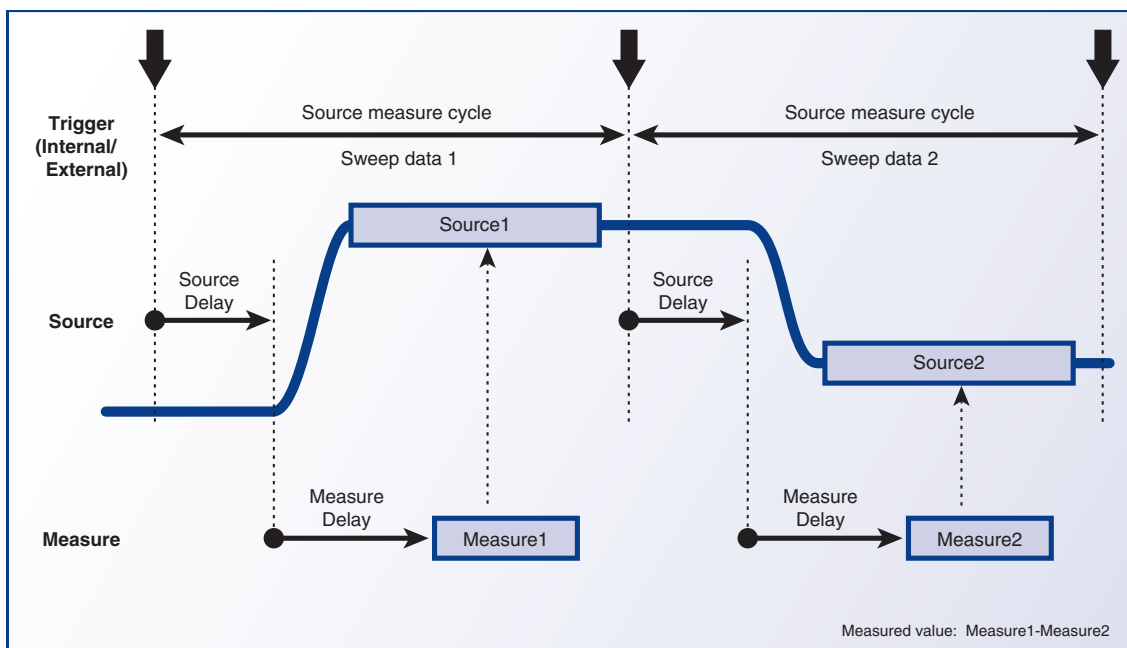 Trigger
(Internal/
External)
Source measure cycle
Sweep data 1
Source measure cycle
Sweep data 2
Source
Source
Delay
Source1
Source
Delay
Source2
Measure
Measure
Delay
Measure1
Measure
Delay
Measure2
Measured value: Measure1-Measure2